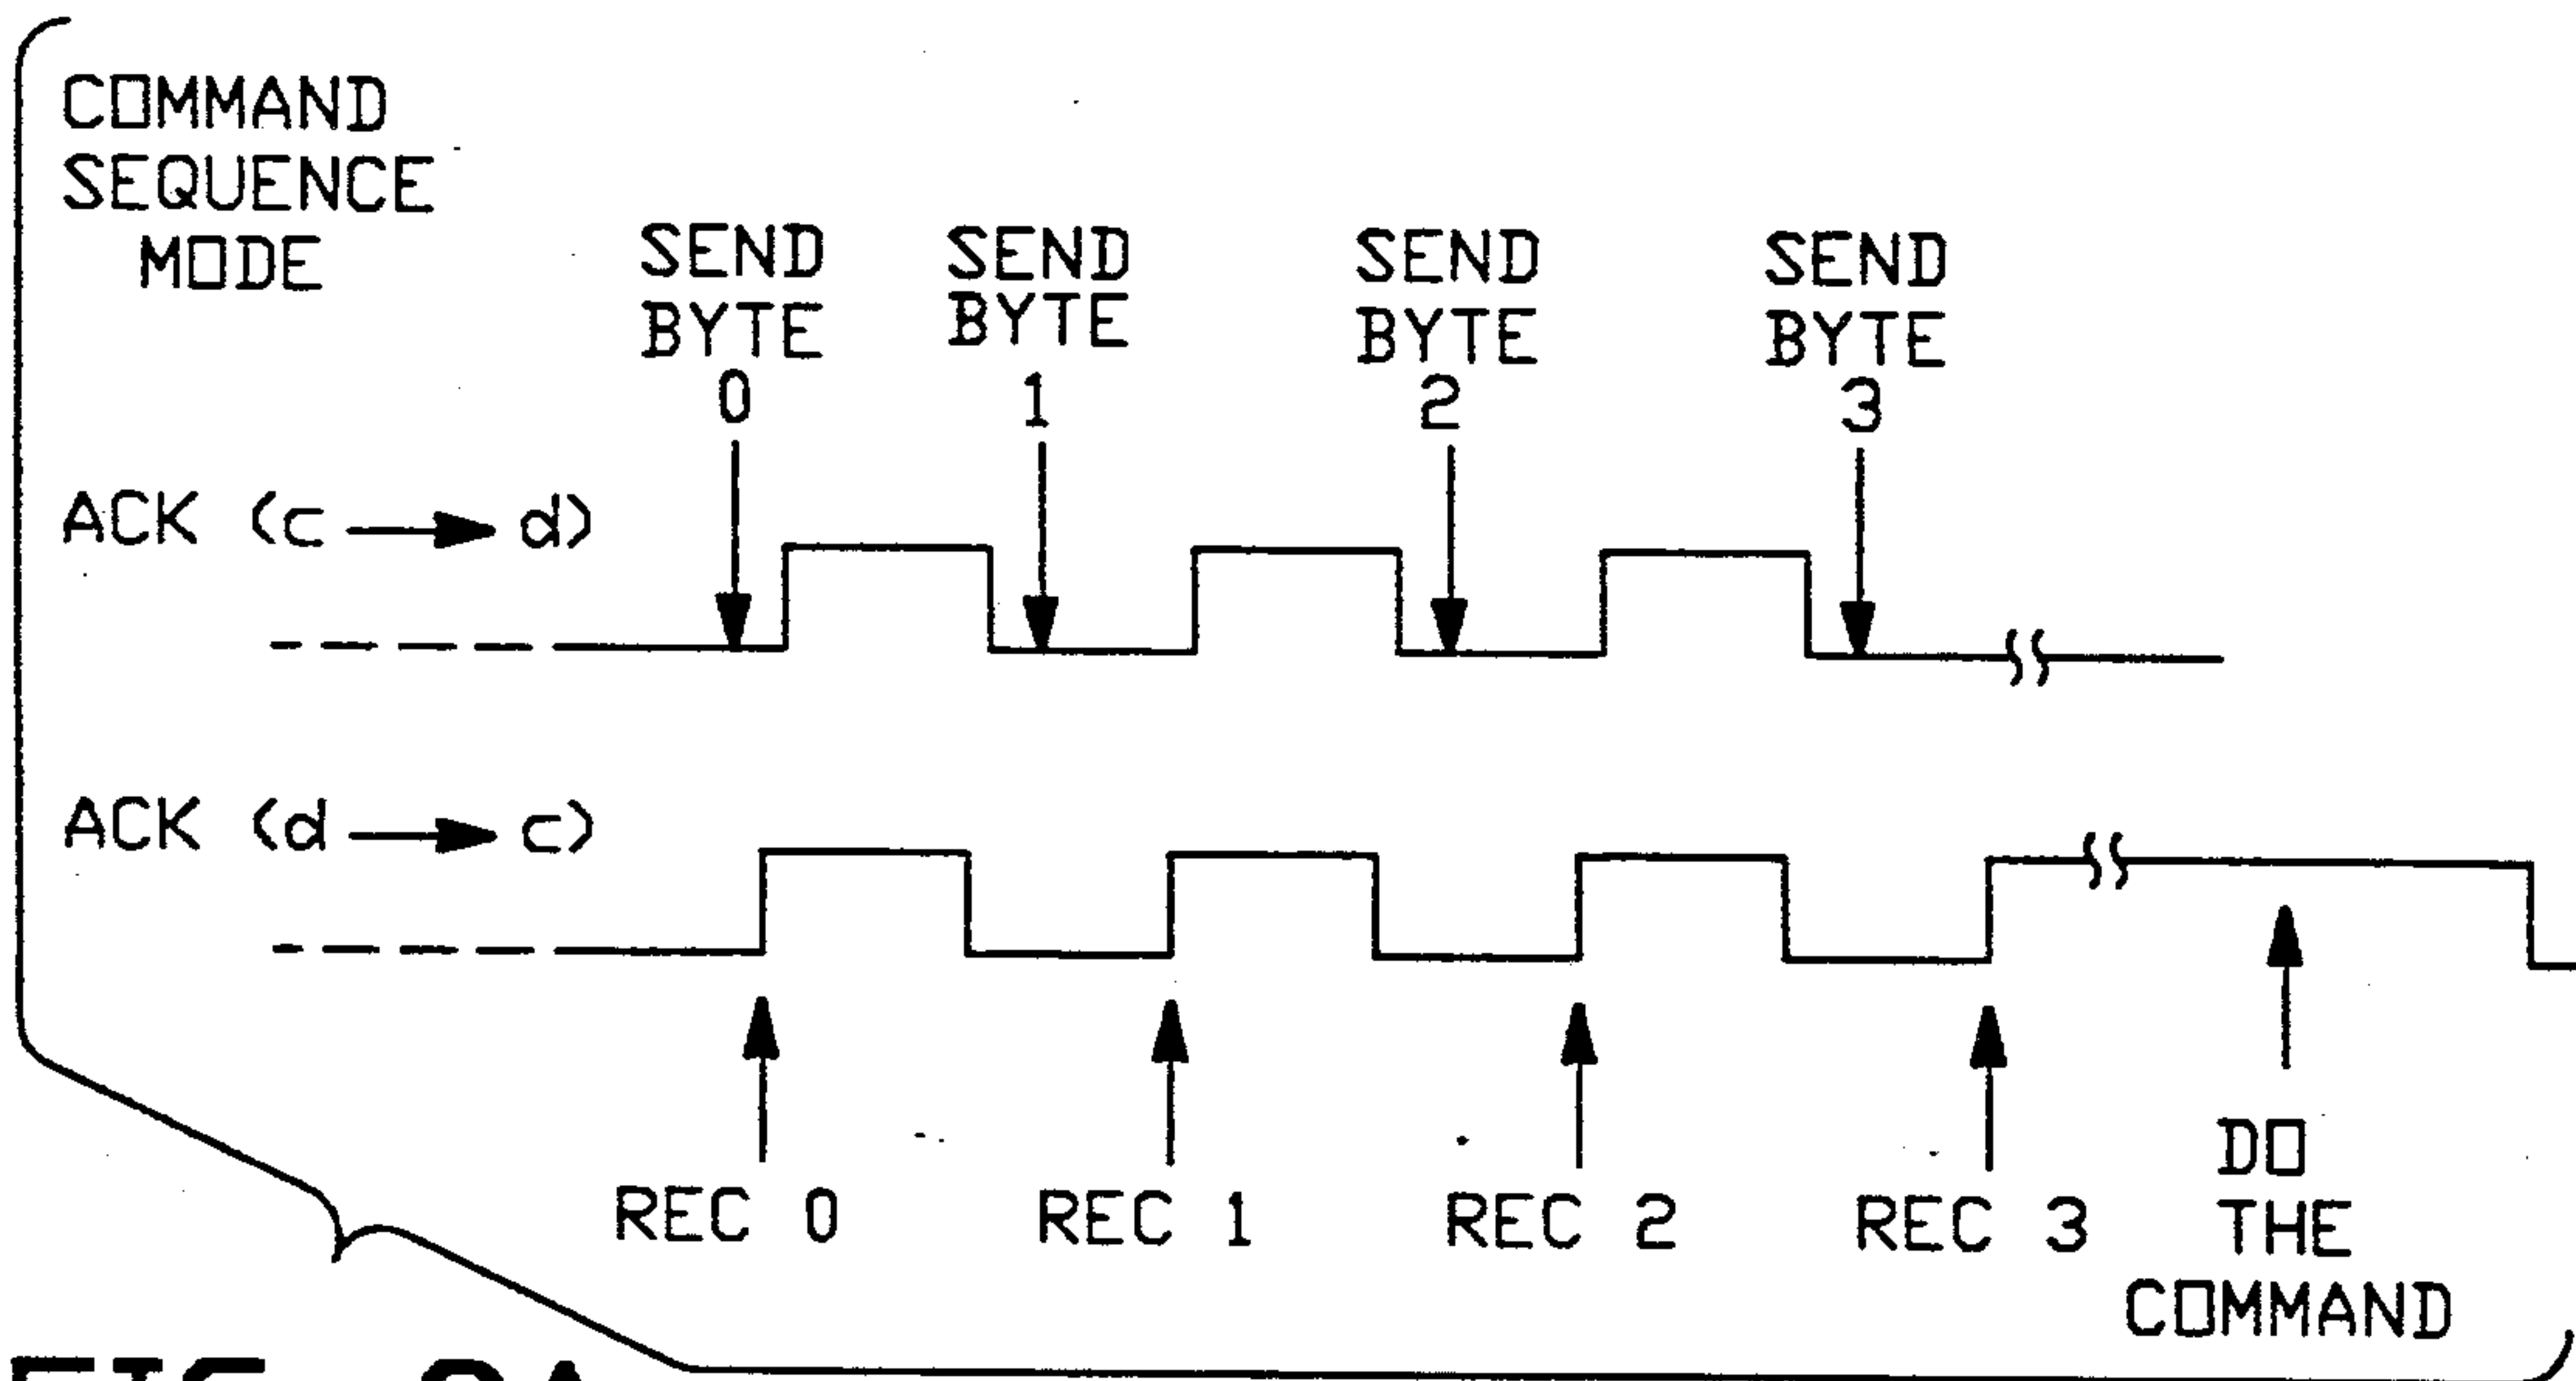 COMMAND
SEQUENCE
MODE
SEND
BYTE
0
SEND
BYTE
1
SEND
BYTE
2
SEND
BYTE
3
ACK (c → d)
ACK (d → c)
REC 0
REC 1
REC 2
REC 3
DO
THE
COMMAND